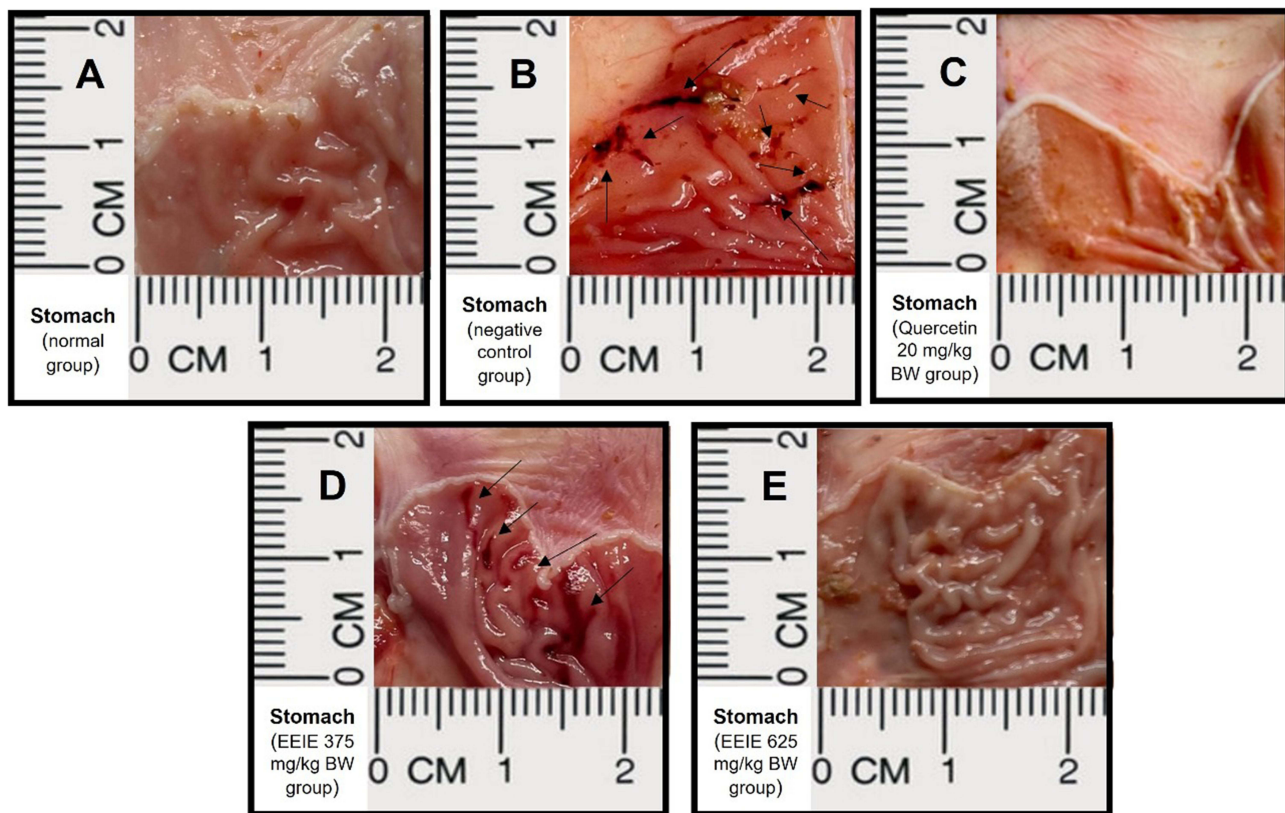 A
2
1
CM
0
Stomach
(normal
group)
0 CM 1 2
B
2
1
CM
0
Stomach
(negative
control
group)
0 CM 1 2
C
2
1
CM
0
Stomach
(Quercetin
20 mg/kg
BW group)
0 CM 1 2
D
2
1
CM
0
Stomach
(EEIE 375
mg/kg BW
group)
0 CM 1 2
E
2
1
CM
0
Stomach
(EEIE 625
mg/kg BW
group)
0 CM 1 2